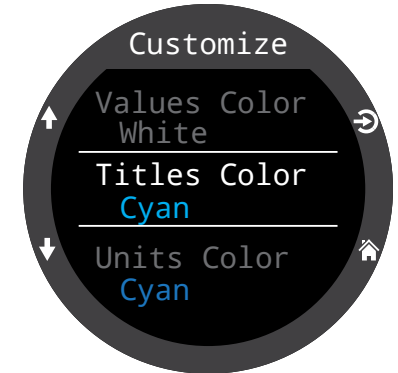 Customize
Values Color
White
Titles Color
Cyan
Units Color
Cyan